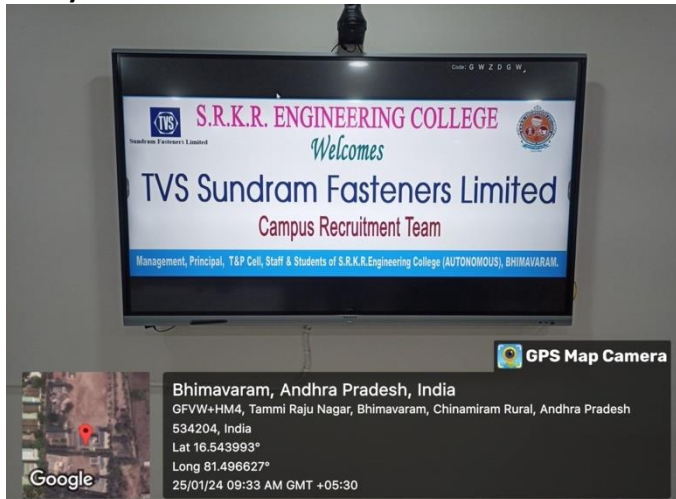 Code: G W Z D G W
TVS
Sundram Fasteners Limited
S.R.K.R. ENGINEERING COLLEGE
Welcomes
TVS Sundram Fasteners Limited
Campus Recruitment Team
Management, Principal, T&P Cell, Staff & Students of S.R.K.R.Engineering College (AUTONOMOUS), BHIMAVARAM.
GPS Map Camera
Bhimavaram, Andhra Pradesh, India
GFVW+HM4, Tammi Raju Nagar, Bhimavaram, Chinamiram Rural, Andhra Pradesh
534204, India
Lat 16.543993°
Long 81.496627°
25/01/24 09:33 AM GMT +05:30
Google